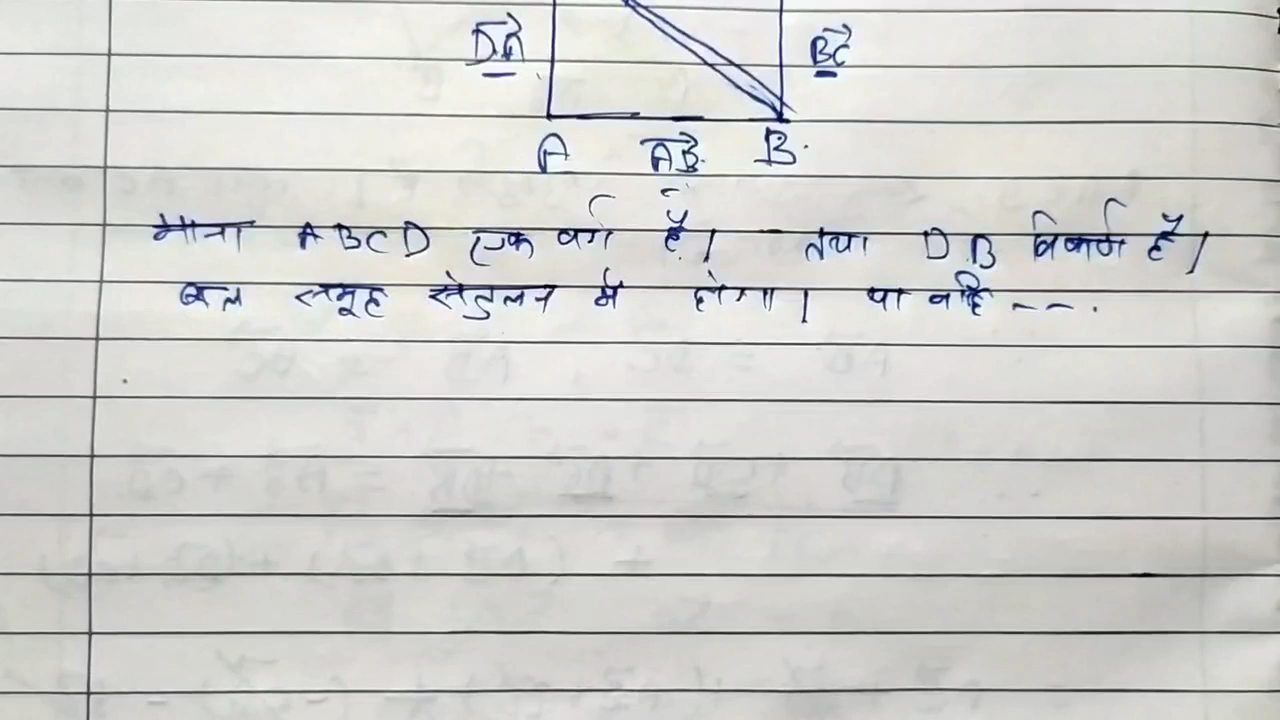 DA BC
A AB B.
माना ABCD एक वर्ग है। तथा DB विकर्ण है।
बल समूह संतुलन में होगा। या नहि ---.